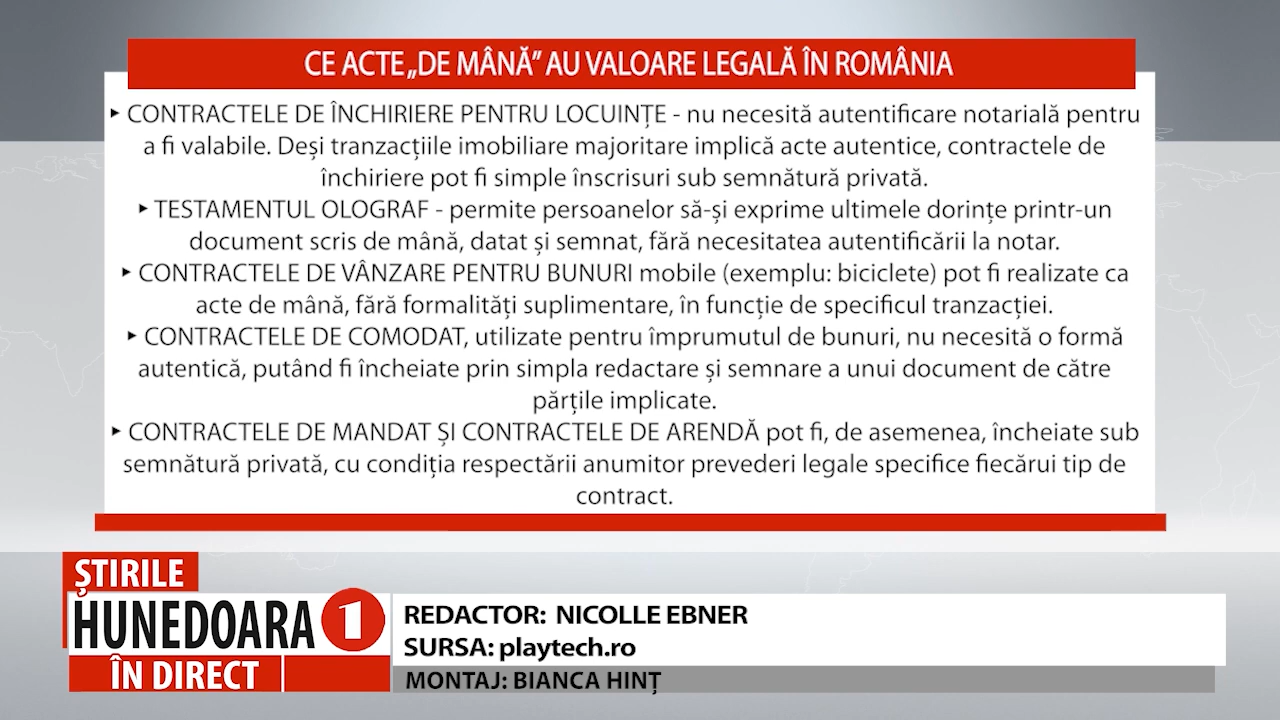 CE ACTE „DE MÂNĂ” AU VALOARE LEGALĂ ÎN ROMÂNIA
▸ CONTRACTELE DE ÎNCHIRIERE PENTRU LOCUINȚE - nu necesită autentificare notarială pentru
a fi valabile. Deși tranzacțiile imobiliare majoritare implică acte autentice, contractele de
închiriere pot fi simple înscrisuri sub semnătură privată.
▸ TESTAMENTUL OLOGRAF - permite persoanelor să-și exprime ultimele dorințe printr-un
document scris de mână, datat și semnat, fără necesitatea autentificării la notar.
▸ CONTRACTELE DE VÂNZARE PENTRU BUNURI mobile (exemplu: biciclete) pot fi realizate ca
acte de mână, fără formalități suplimentare, în funcție de specificul tranzacției.
▸ CONTRACTELE DE COMODAT, utilizate pentru împrumutul de bunuri, nu necesită o formă
autentică, putând fi încheiate prin simpla redactare și semnare a unui document de către
părțile implicate.
▸ CONTRACTELE DE MANDAT ȘI CONTRACTELE DE ARENDĂ pot fi, de asemenea, încheiate sub
semnătură privată, cu condiția respectării anumitor prevederi legale specifice fiecărui tip de
contract.
ȘTIRILE
HUNEDOARA 1
ÎN DIRECT
REDACTOR: NICOLLE EBNER
SURSA: playtech.ro
MONTAJ: BIANCA HINȚ